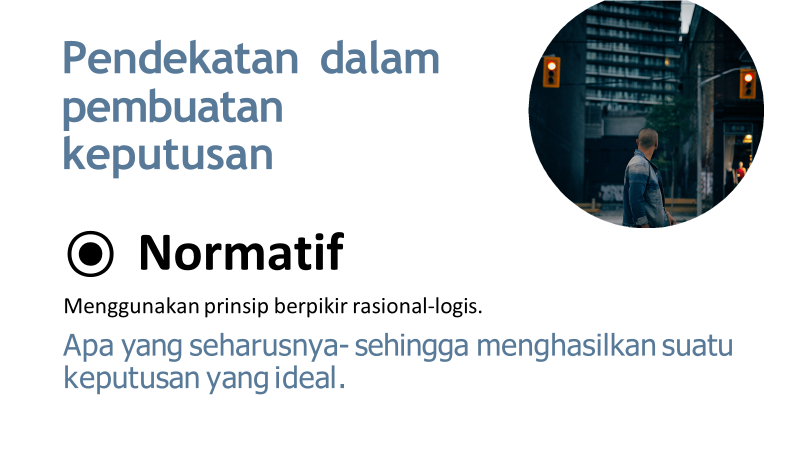 Pendekatan dalam
pembuatan
keputusan
Normatif
Menggunakan prinsip berpikir rasional-logis.
Apa yang seharusnya- sehingga menghasilkan suatu
keputusan yang ideal.